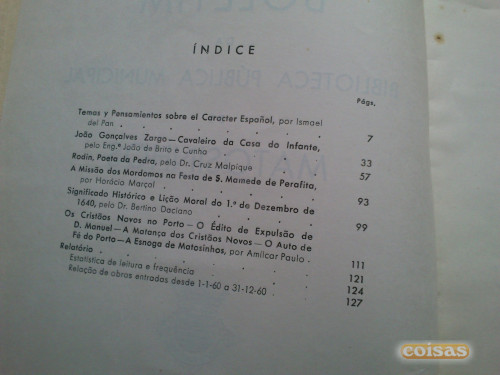 ÍNDICE
Págs.
Temas y Pensamientos sobre el Caracter Español, por Ismael
del Pan . . . . . . . . 7
João Gonçalves Zargo — Cavaleiro da Casa do Infante,
pelo Eng.º João de Brito e Cunha . . . . 33
Rodin, Poeta da Pedra, pelo Dr. Cruz Malpique . . 57
A Missão dos Mordomos na Festa de S. Mamede de Perafita,
por Horácio Marçal . . . . . . . 93
Significado Histórico e Lição Moral do 1.º de Dezembro de
1640, pelo Dr. Bertino Daciano . . . . 99
Os Cristãos Novos no Porto — O Édito de Expulsão de
D. Manuel — A Matança dos Cristãos Novos — O Auto de
Fé do Porto — A Esnoga de Matosinhos, por Amílcar Paulo . 111
Relatório . . . . . . . . 121
Estatística de leitura e frequência . . . . 124
Relação de obras entradas desde 1-1-60 a 31-12-60 . 127
BOLETIM
BIBLIOTECA PÚBLICA MUNICIPAL
coisas